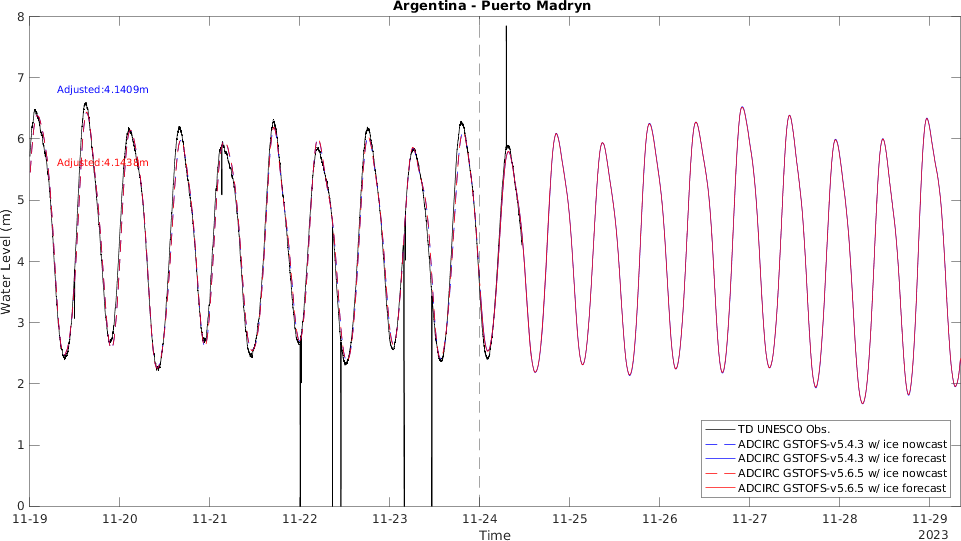 Argentina - Puerto Madryn
8
7
6
5
4
3
2
1
0
Water Level (m)
Adjusted:4.1409m
Adjusted:4.1438m
TD UNESCO Obs.
ADCIRC GSTOFS-v5.4.3 w/ ice nowcast
ADCIRC GSTOFS-v5.4.3 w/ ice forecast
ADCIRC GSTOFS-v5.6.5 w/ ice nowcast
ADCIRC GSTOFS-v5.6.5 w/ ice forecast
11-19 11-20 11-21 11-22 11-23 11-24 11-25 11-26 11-27 11-28 11-29
Time
2023